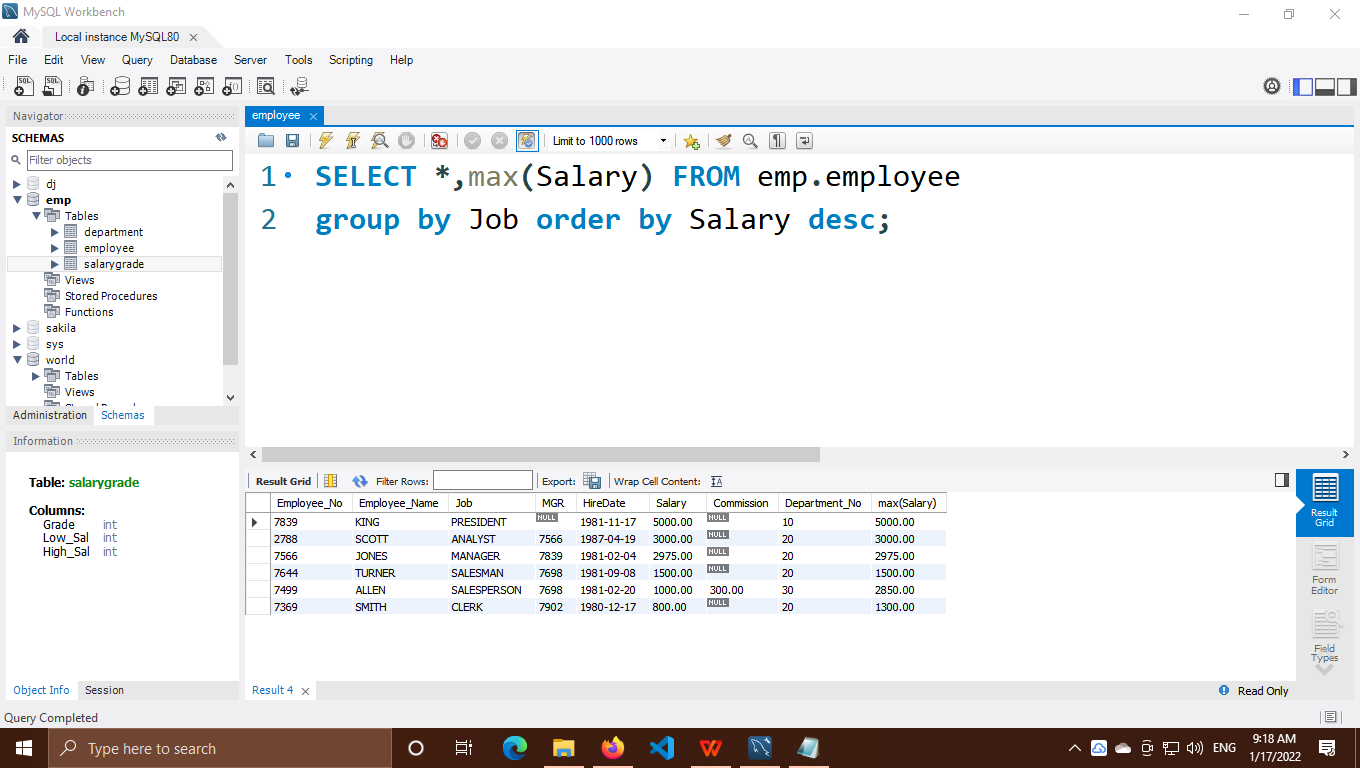 MySQL Workbench
Local instance MySQL80
File Edit View Query Database Server Tools Scripting Help
Navigator
SCHEMAS
Filter objects
dj
emp
Tables
department
employee
salarygrade
Views
Stored Procedures
Functions
sakila
sys
world
Tables
Views
Administration Schemas
Information
Table: salarygrade
Columns:
Grade int
Low_Sal int
High_Sal int
Object Info Session
employee
Limit to 1000 rows
1 SELECT *,max(Salary) FROM emp.employee
2 group by Job order by Salary desc;
Result Grid Filter Rows: Export: Wrap Cell Content:
Employee_No Employee_Name Job MGR HireDate Salary Commission Department_No max(Salary)
7839 KING PRESIDENT NULL 1981-11-17 5000.00 NULL 10 5000.00
2788 SCOTT ANALYST 7566 1987-04-19 3000.00 NULL 20 3000.00
7566 JONES MANAGER 7839 1981-02-04 2975.00 NULL 20 2975.00
7644 TURNER SALESMAN 7698 1981-09-08 1500.00 NULL 20 1500.00
7499 ALLEN SALESPERSON 7698 1981-02-20 1000.00 300.00 30 2850.00
7369 SMITH CLERK 7902 1980-12-17 800.00 NULL 20 1300.00
Result
Grid
Form
Editor
Field
Types
Result 4
Read Only
Query Completed
Type here to search
ENG
9:18 AM
1/17/2022